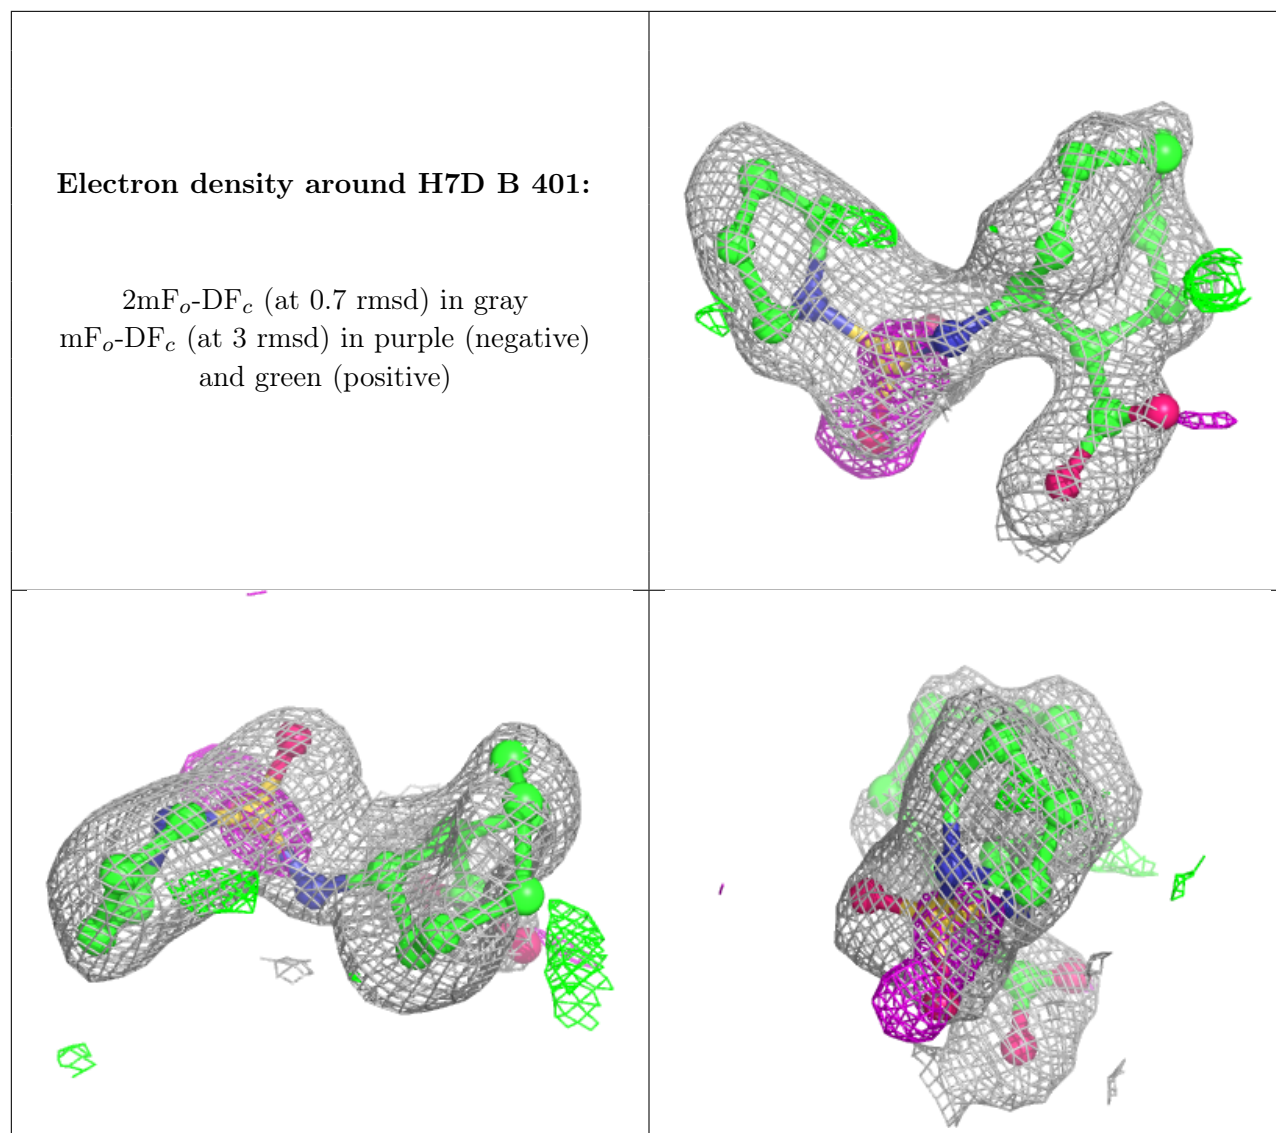 Electron density around H7D B 401:
2mFo-DFc (at 0.7 rmsd) in gray
mFo-DFc (at 3 rmsd) in purple (negative)
and green (positive)